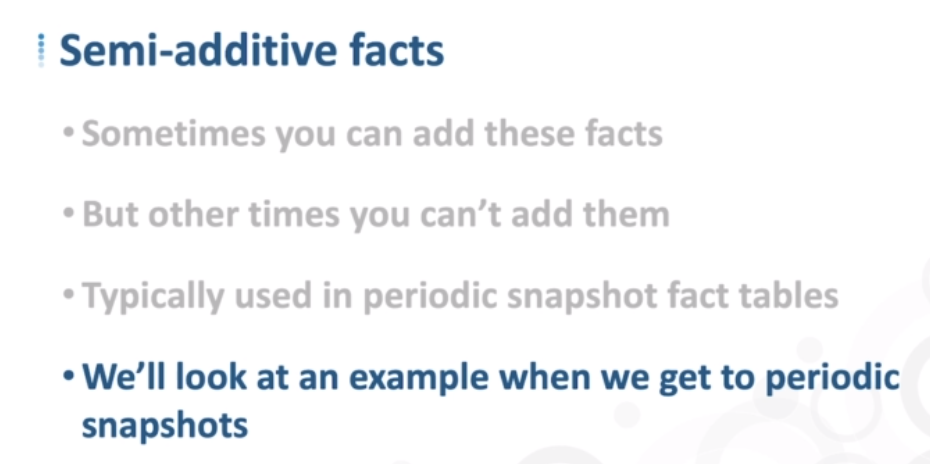 Semi-additive facts
• Sometimes you can add these facts
• But other times you can’t add them
• Typically used in periodic snapshot fact tables
• We’ll look at an example when we get to periodic
snapshots